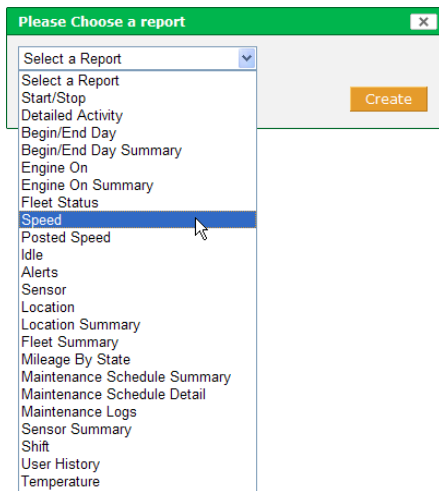 Please Choose a report
Select a Report
Select a Report
Start/Stop
Create
Detailed Activity
Begin/End Day
Begin/End Day Summary
Engine On
Engine On Summary
Fleet Status
Speed
Posted Speed
Idle
Alerts
Sensor
Location
Location Summary
Fleet Summary
Mileage By State
Maintenance Schedule Summary
Maintenance Schedule Detail
Maintenance Logs
Sensor Summary
Shift
User History
Temperature